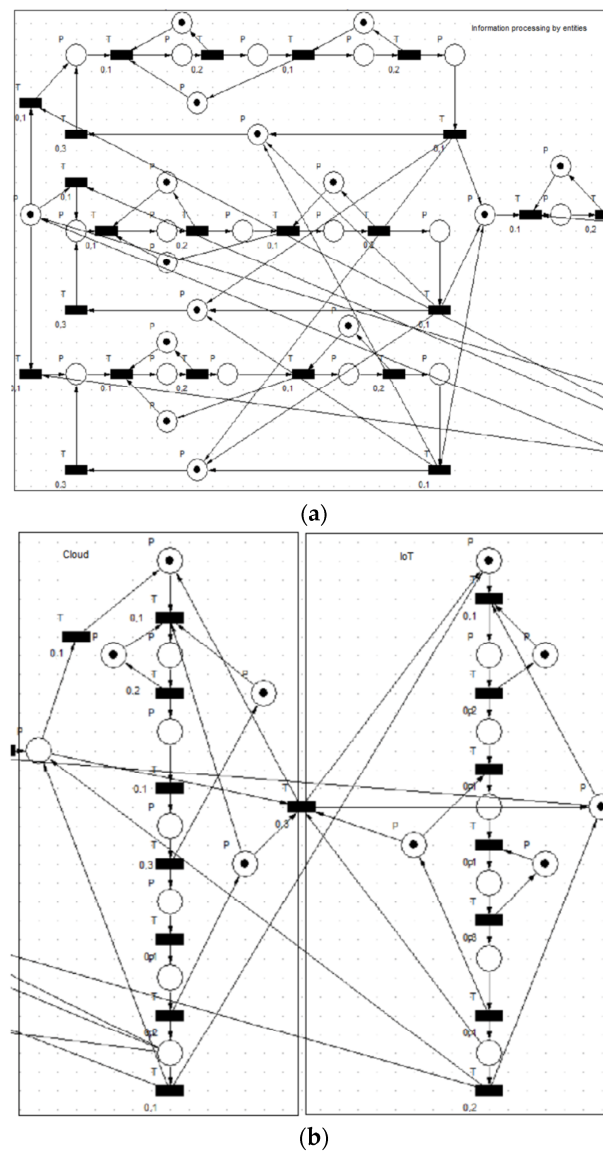 Information processing by entities
P
P P P P P
T T T T
0,1 0,2 0,1 0,2
T
0,1
P
T P T
0,3 0,1
T P P P
0,1
P P T P T P T P T P P T P T
0,1 0,2 0,1 0,2 0,1 0,2
P
T P T
0,3 0,1
P P
T P T P T P T P P
0,1 0,1 0,2 0,1 0,2
P
T P T
0,3 0,1
(a)
Cloud P IoT P
T T
0,1
T P 0,1 P P
0,1
T P T
0,2
P P
T T
0,1
P T P
0,3
P T P
0,3
P T
T
P
T T
T T
0,1 0,2
(b)